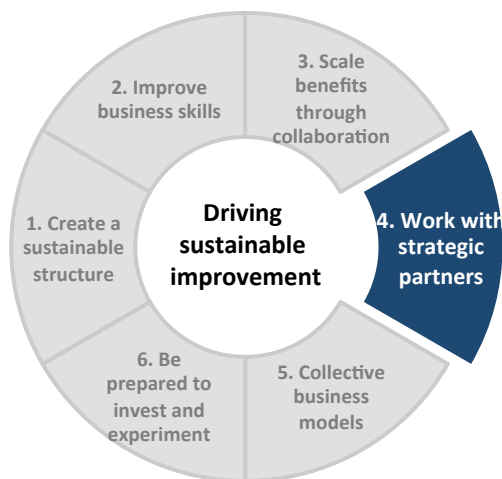 1. Create a
sustainable
structure
2. Improve
business skills
3. Scale
benefits
through
collaboration
4. Work with
strategic
partners
5. Collective
business
models
6. Be
prepared to
invest and
experiment
Driving
sustainable
improvement